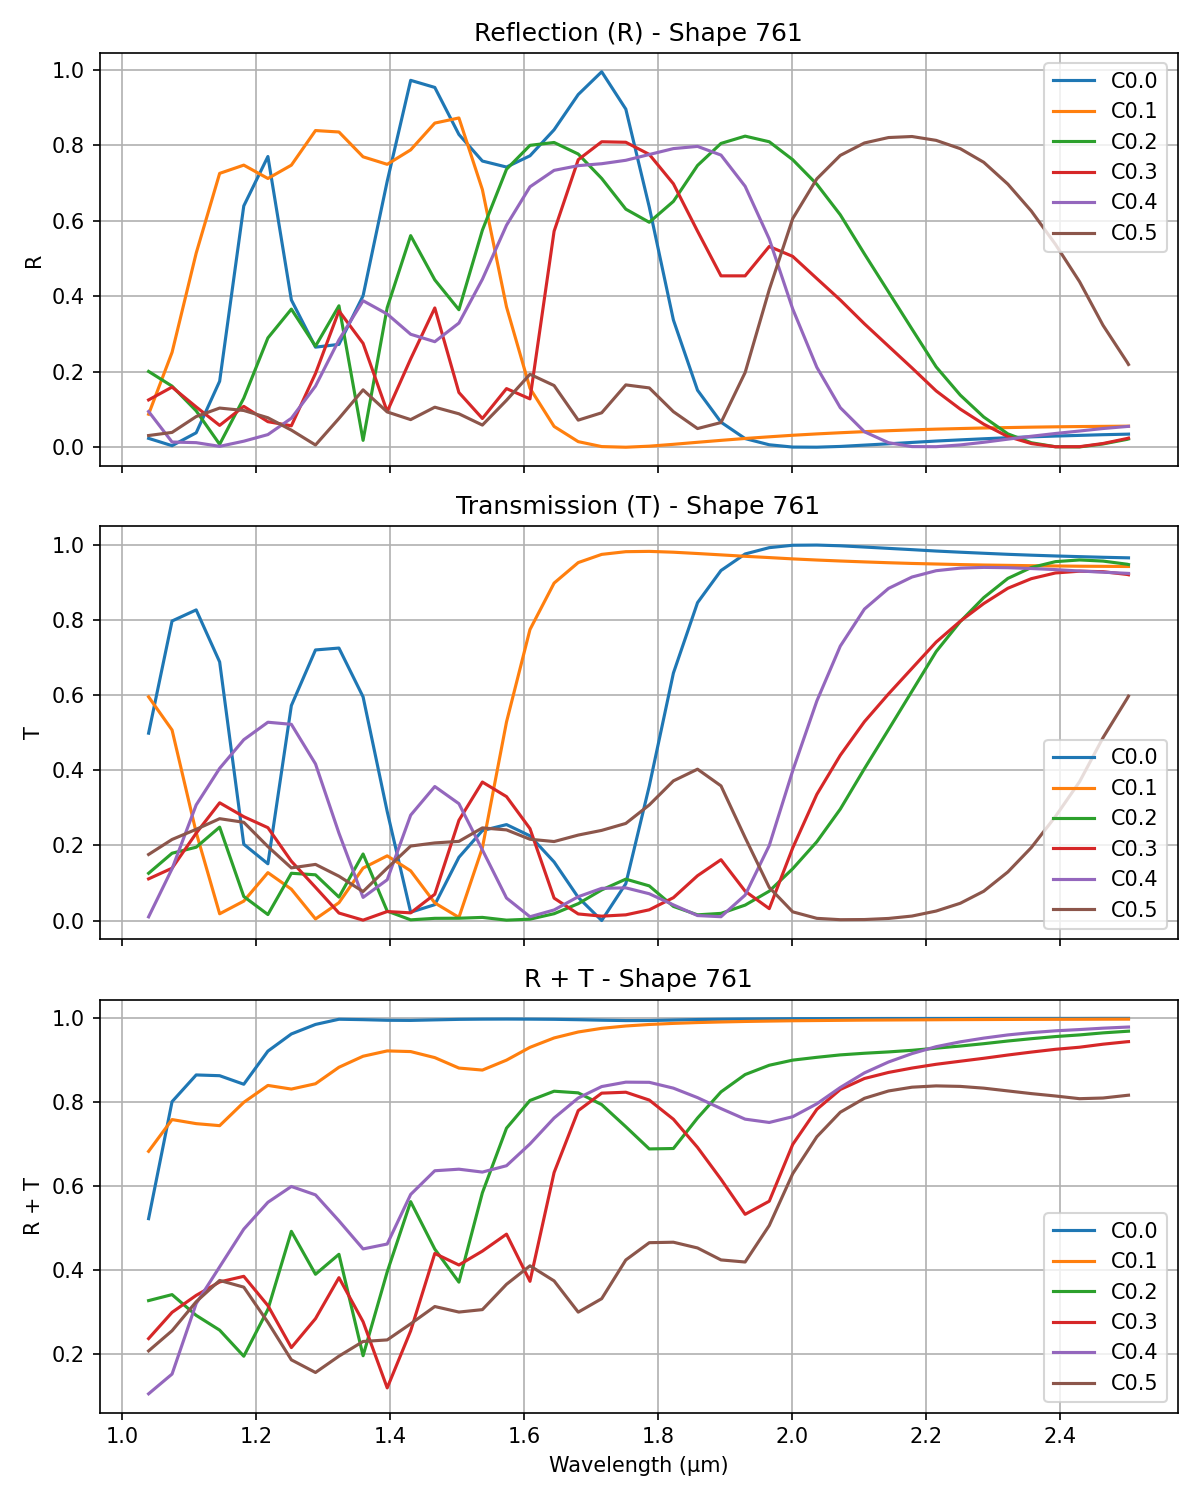 Reflection (R) - Shape 761
1.0
0.8
0.6
0.4
0.2
0.0
R
C0.0
C0.1
C0.2
C0.3
C0.4
C0.5
Transmission (T) - Shape 761
1.0
0.8
0.6
0.4
0.2
0.0
T
C0.0
C0.1
C0.2
C0.3
C0.4
C0.5
R + T - Shape 761
1.0
0.8
0.6
0.4
0.2
R + T
C0.0
C0.1
C0.2
C0.3
C0.4
C0.5
1.0 1.2 1.4 1.6 1.8 2.0 2.2 2.4
Wavelength (μm)